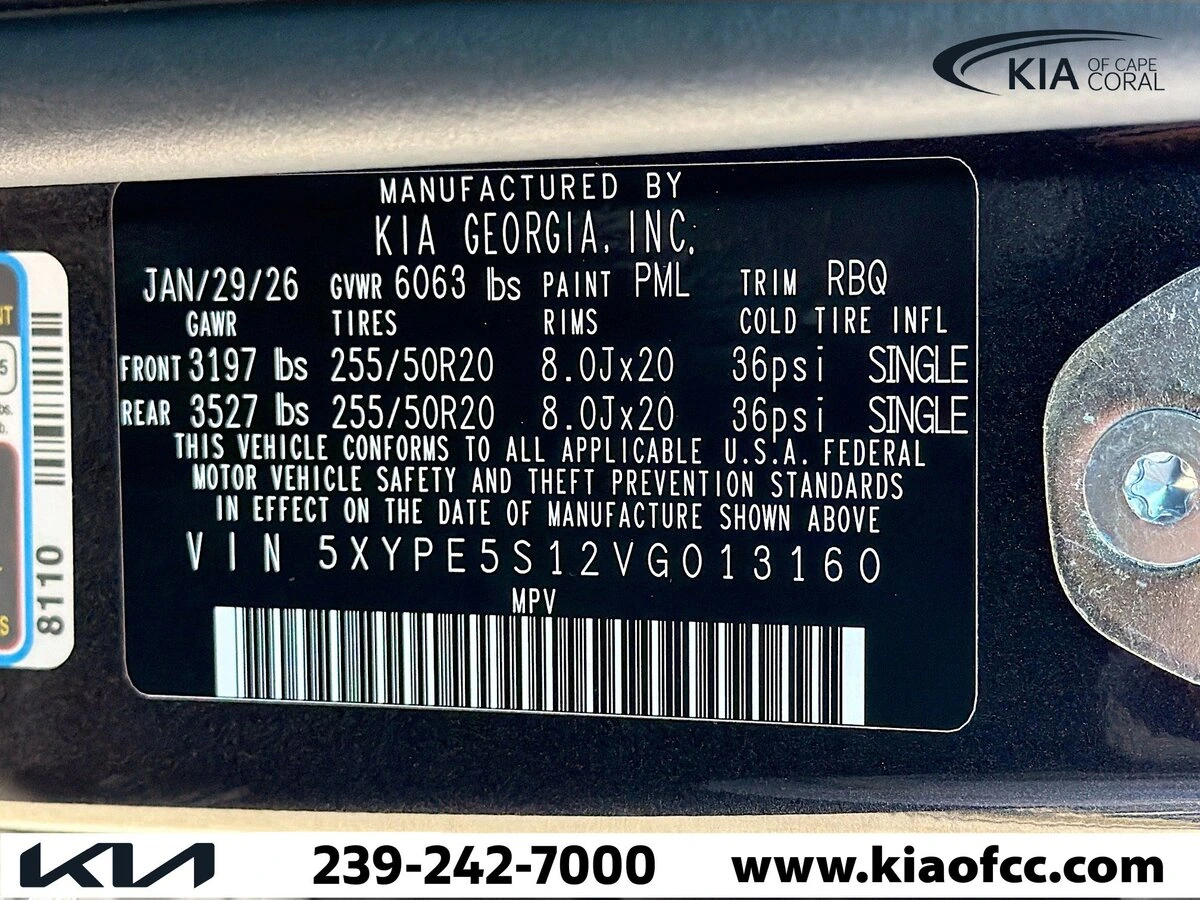 KIA OF CAPE CORAL
MANUFACTURED BY
KIA GEORGIA, INC.
JAN/29/26 GVWR 6063 lbs PAINT PML TRIM RBQ
GAWR TIRES RIMS COLD TIRE INFL
FRONT 3197 lbs 255/50R20 8.0Jx20 36psi SINGLE
REAR 3527 lbs 255/50R20 8.0Jx20 36psi SINGLE
THIS VEHICLE CONFORMS TO ALL APPLICABLE U.S.A. FEDERAL
MOTOR VEHICLE SAFETY AND THEFT PREVENTION STANDARDS
IN EFFECT ON THE DATE OF MANUFACTURE SHOWN ABOVE
VIN 5XYPE5S12VG013160
MPV
8110
KIA 239-242-7000 www.kiaofcc.com